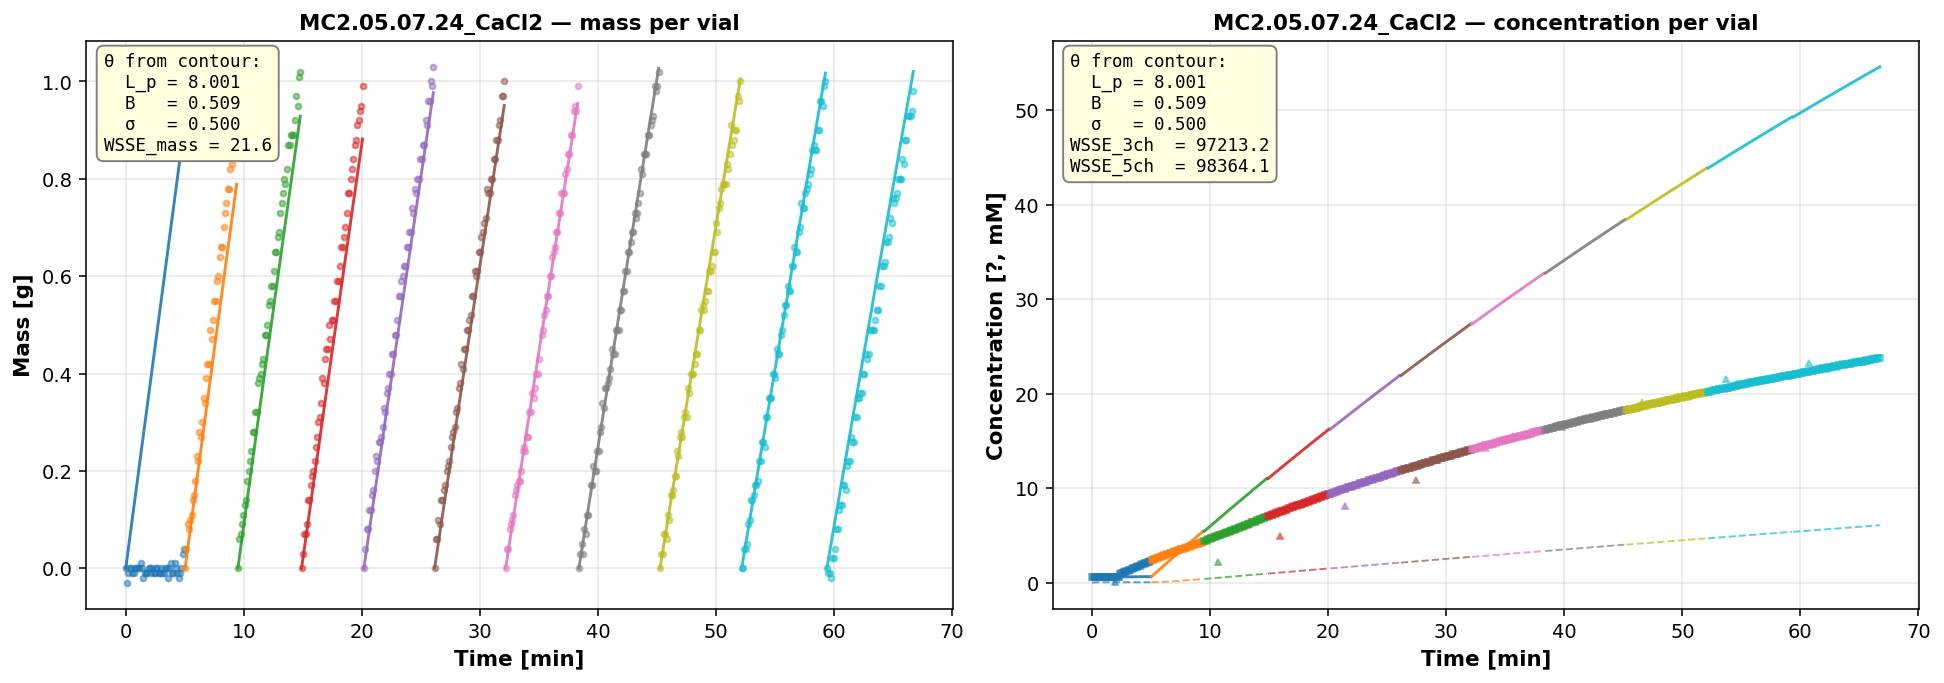 MC2.05.07.24_CaCl2 — mass per vial
θ from contour:
L_p = 8.001
B = 0.509
σ = 0.500
WSSE_mass = 21.6
Mass [g]
1.0
0.8
0.6
0.4
0.2
0.0
0 10 20 30 40 50 60 70
Time [min]
MC2.05.07.24_CaCl2 — concentration per vial
θ from contour:
L_p = 8.001
B = 0.509
σ = 0.500
WSSE_3ch = 97213.2
WSSE_5ch = 98364.1
Concentration [?, mM]
50
40
30
20
10
0
0 10 20 30 40 50 60 70
Time [min]